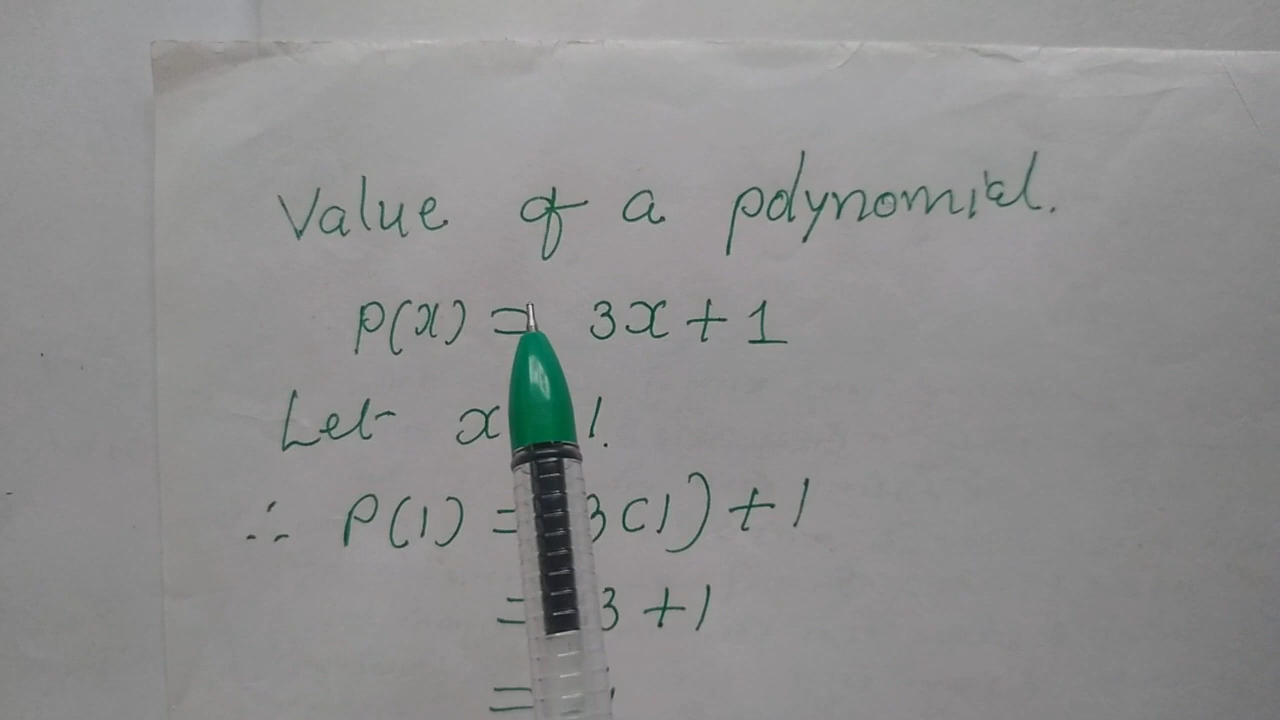 Value of a polynomial.
P(x) = 3x + 1
Let x 1.
∴ P(1) = 3(1) + 1
= 3 + 1
=